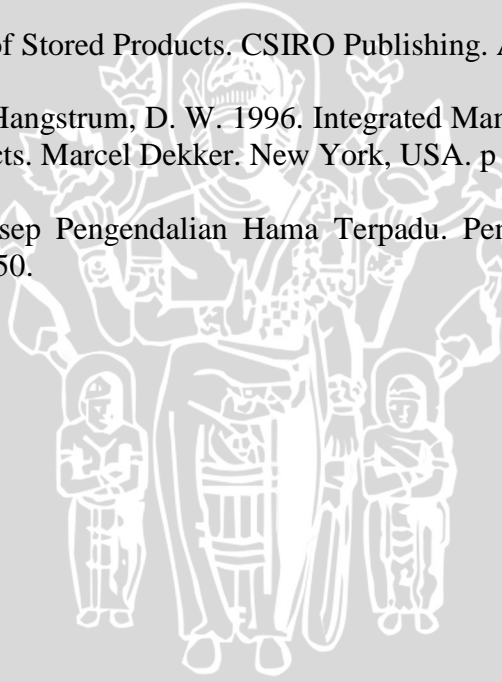 of Stored Products. CSIRO Publishing. A
Hangstrum, D. W. 1996. Integrated Man
cts. Marcel Dekker. New York, USA. p
sep Pengendalian Hama Terpadu. Pen
50.